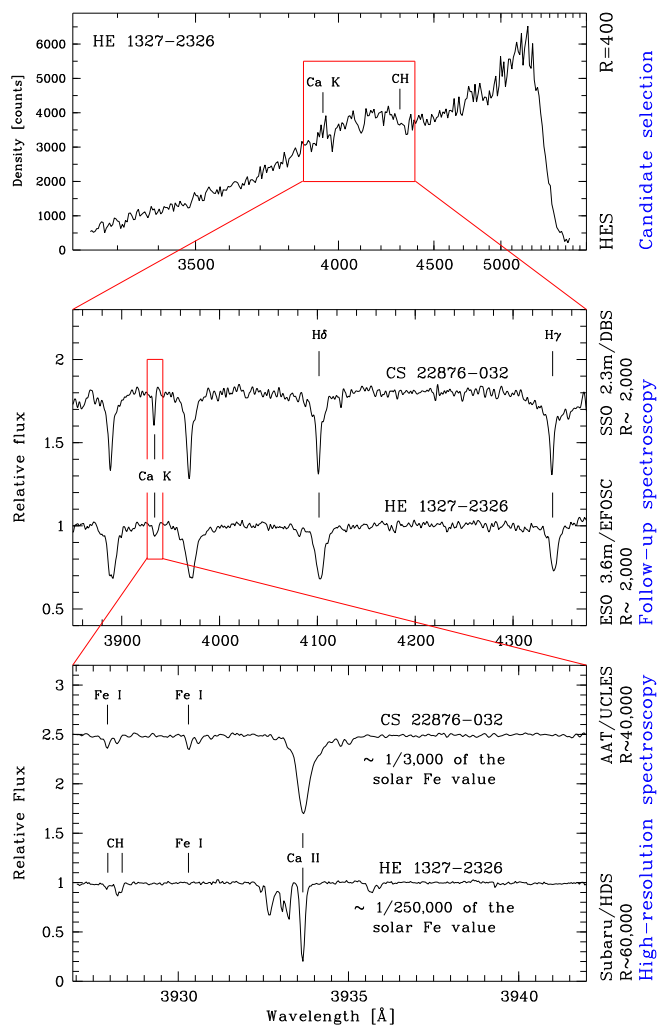 HE 1327−2326
Ca K
CH
Density [counts]
6000
5000
4000
3000
2000
1000
0
3500
4000
4500
5000
HES
R=400
Candidate selection
Hδ
Hγ
CS 22876−032
Ca K
HE 1327−2326
Relative flux
2
1.5
1
0.5
3900
4000
4100
4200
4300
ESO 3.6m/EFOSC
R∼ 2,000
SSO 2.3m/DBS
R∼ 2,000
Follow−up spectroscopy
Fe I
Fe I
CS 22876−032
∼ 1/3,000 of the
solar Fe value
CH
Fe I
Ca II
HE 1327−2326
∼ 1/250,000 of the
solar Fe value
Relative Flux
3
2.5
2
1.5
1
0.5
0
3930
3935
3940
Wavelength [Å]
Subaru/HDS
R∼60,000
AAT/UCLES
R∼40,000
High−resolution spectroscopy